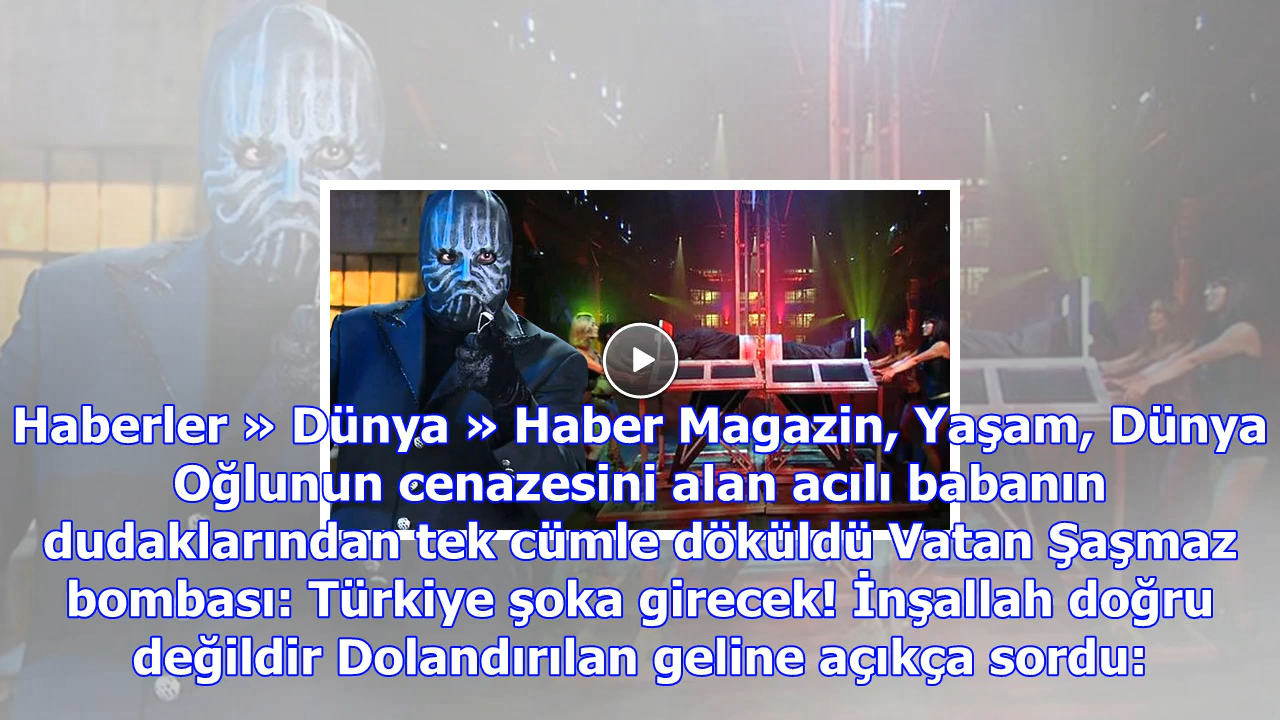 Haberler » Dünya » Haber Magazin, Yaşam, Dünya
Oğlunun cenazesini alan acılı babanın
dudaklarından tek cümle döküldü Vatan Şaşmaz
bombası: Türkiye şoka girecek! İnşallah doğru
değildir Dolandırılan geline açıkça sordu: